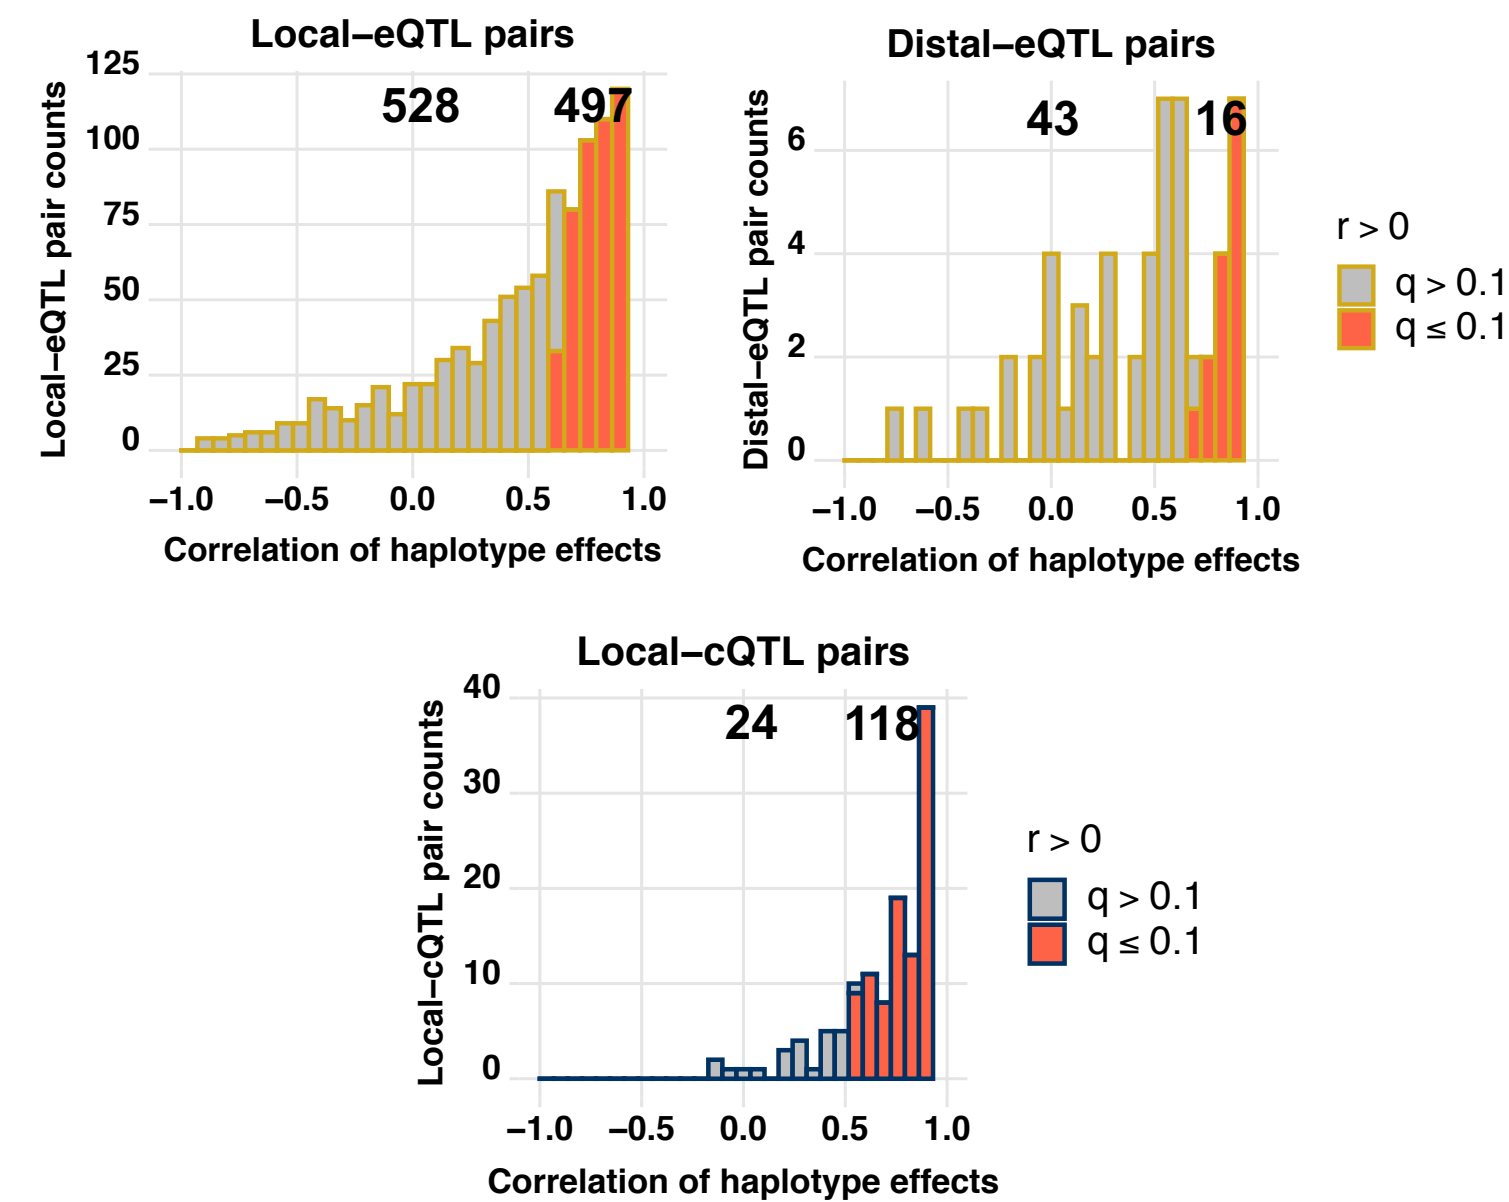 Local–eQTL pairs
528 497
Local–eQTL pair counts
125
100
75
50
25
0
−1.0 −0.5 0.0 0.5 1.0
Correlation of haplotype effects
Distal–eQTL pairs
43 16
Distal–eQTL pair counts
6
4
2
0
−1.0 −0.5 0.0 0.5 1.0
Correlation of haplotype effects
r > 0
q > 0.1
q ≤ 0.1
Local–cQTL pairs
24 118
Local–cQTL pair counts
40
30
20
10
0
−1.0 −0.5 0.0 0.5 1.0
Correlation of haplotype effects
r > 0
q > 0.1
q ≤ 0.1